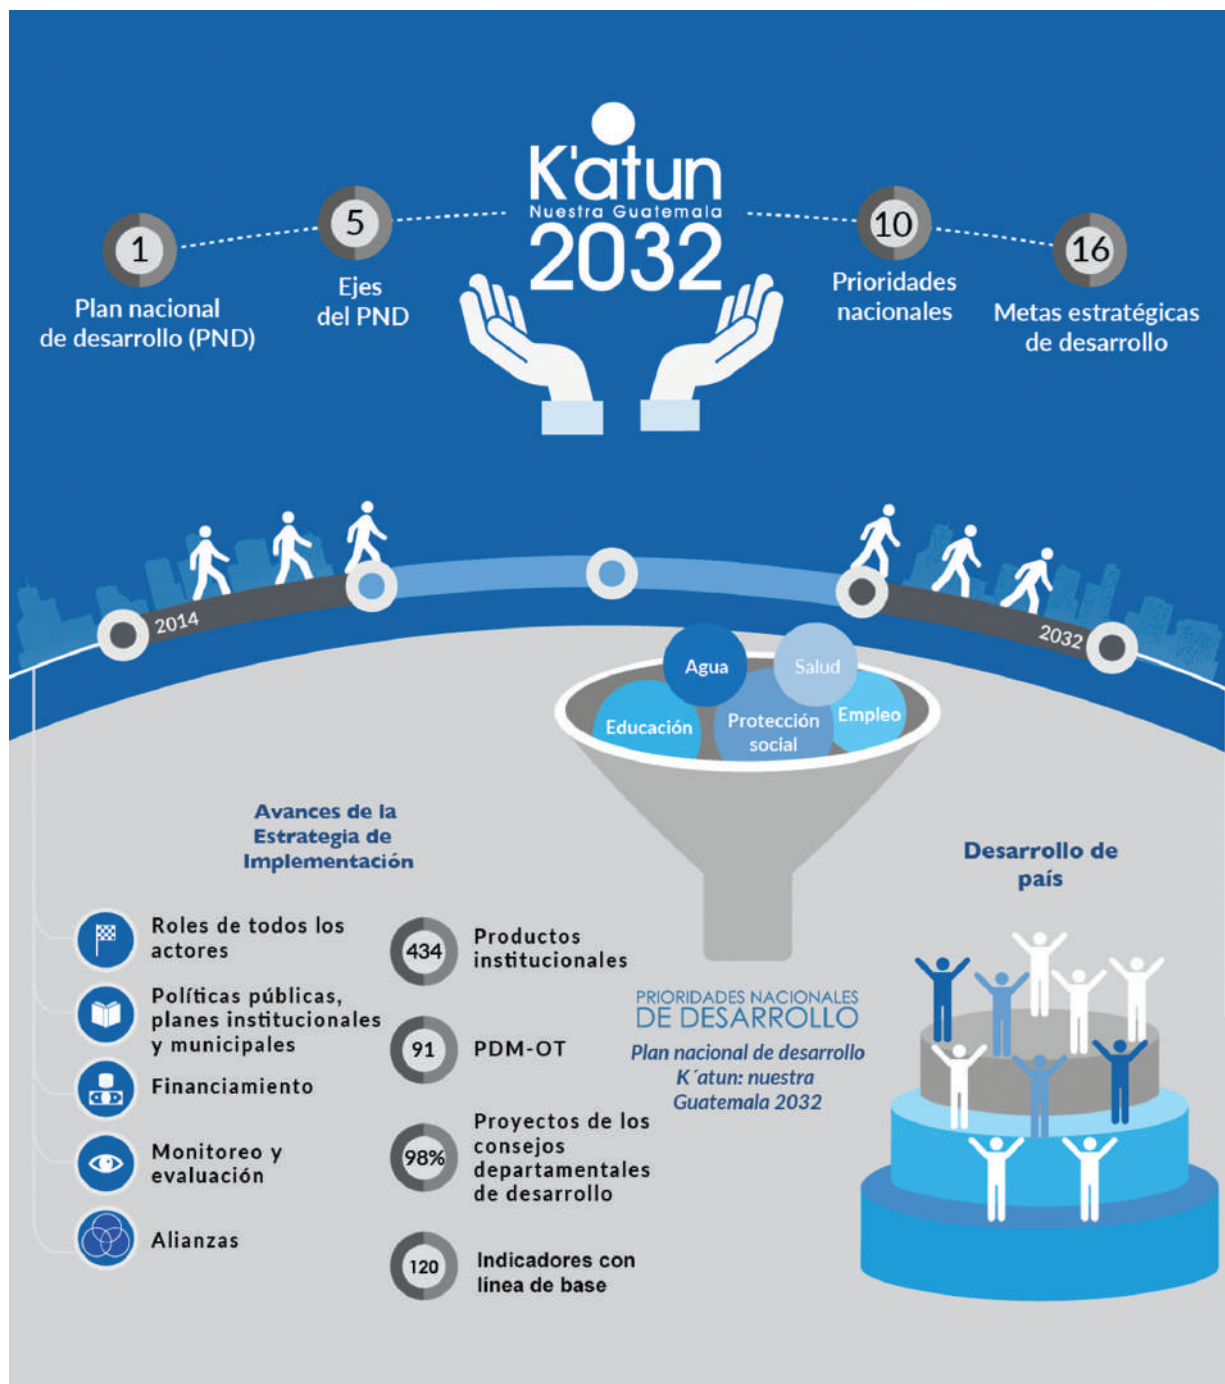 K'atun
Nuestra Guatemala
2032
1
Plan nacional
de desarrollo (PND)
5
Ejes
del PND
10
Prioridades
nacionales
16
Metas estratégicas
de desarrollo
2014
2032
Agua
Salud
Educación
Protección
social
Empleo
Avances de la
Estrategia de
Implementación
Roles de todos los
actores
Políticas públicas,
planes institucionales
y municipales
Financiamiento
Monitoreo y
evaluación
Alianzas
434
Productos
institucionales
91
PDM-OT
98%
Proyectos de los
consejos
departamentales
de desarrollo
120
Indicadores con
línea de base
PRIORIDADES NACIONALES
DE DESARROLLO
Plan nacional de desarrollo
K´atun: nuestra
Guatemala 2032
Desarrollo de
país